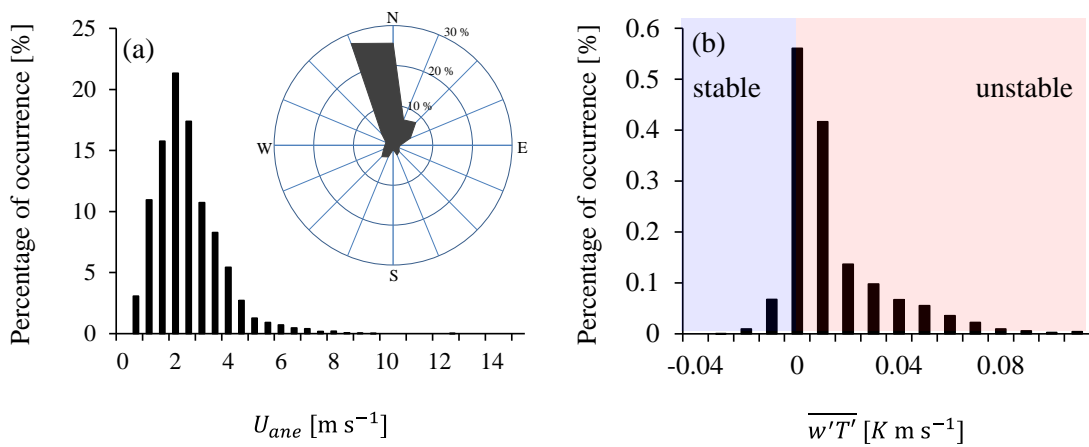 (a)
Percentage of occurrence [%]
25
20
15
10
5
0
0 2 4 6 8 10 12 14
U_ane [m s⁻¹]
N
30 %
20 %
10 %
W
E
S
(b)
stable
unstable
Percentage of occurrence [%]
0.6
0.5
0.4
0.3
0.2
0.1
0
-0.04 0 0.04 0.08
w'T' [K m s⁻¹]